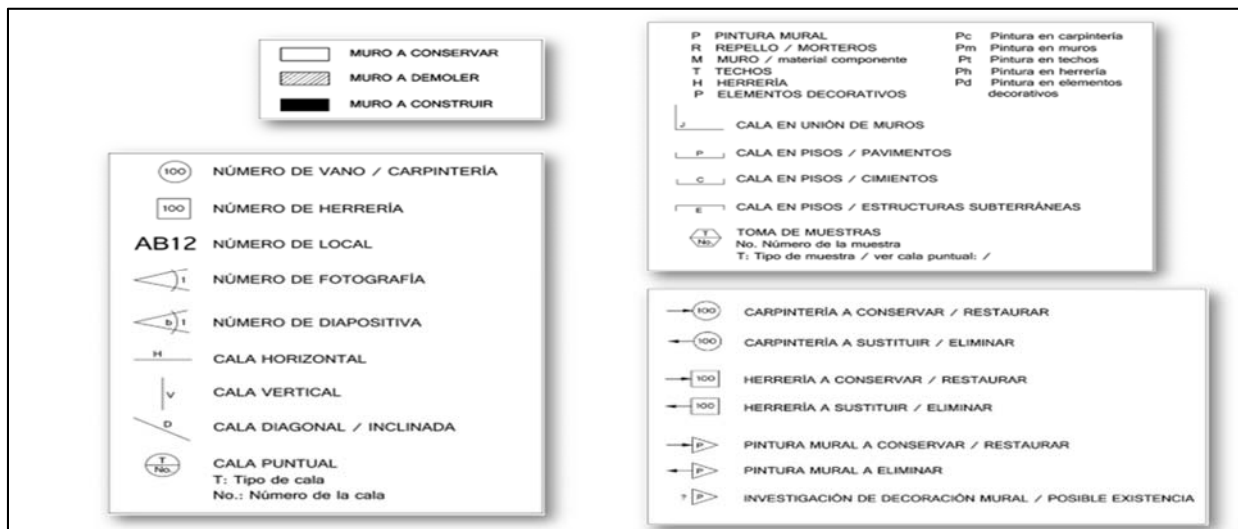 MURO A CONSERVAR
MURO A DEMOLER
MURO A CONSTRUIR
100 NÚMERO DE VANO / CARPINTERÍA
100 NÚMERO DE HERRERÍA
AB12 NÚMERO DE LOCAL
1 NÚMERO DE FOTOGRAFÍA
b 1 NÚMERO DE DIAPOSITIVA
H CALA HORIZONTAL
V CALA VERTICAL
D CALA DIAGONAL / INCLINADA
T
No.
CALA PUNTUAL
T: Tipo de cala
No.: Número de la cala
P PINTURA MURAL
R REPELLO / MORTEROS
M MURO / material componente
T TECHOS
H HERRERÍA
P ELEMENTOS DECORATIVOS
Pc Pintura en carpintería
Pm Pintura en muros
Pt Pintura en techos
Ph Pintura en herrería
Pd Pintura en elementos
decorativos
J CALA EN UNIÓN DE MUROS
P CALA EN PISOS / PAVIMENTOS
C CALA EN PISOS / CIMIENTOS
E CALA EN PISOS / ESTRUCTURAS SUBTERRÁNEAS
T
No.
TOMA DE MUESTRAS
No. Número de la muestra
T: Tipo de muestra / ver cala puntual: /
100 CARPINTERÍA A CONSERVAR / RESTAURAR
100 CARPINTERÍA A SUSTITUIR / ELIMINAR
100 HERRERÍA A CONSERVAR / RESTAURAR
100 HERRERÍA A SUSTITUIR / ELIMINAR
P PINTURA MURAL A CONSERVAR / RESTAURAR
P PINTURA MURAL A ELIMINAR
? P INVESTIGACIÓN DE DECORACIÓN MURAL / POSIBLE EXISTENCIA